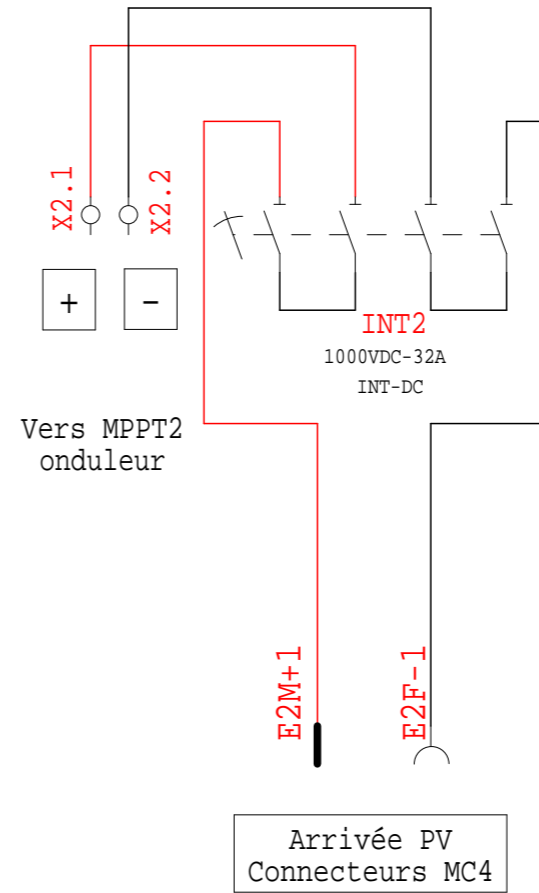 X2.1
X2.2
+
-
INT2
1000VDC-32A
INT-DC
Vers MPPT2
onduleur
E2M+1
E2F-1
Arrivée PV
Connecteurs MC4